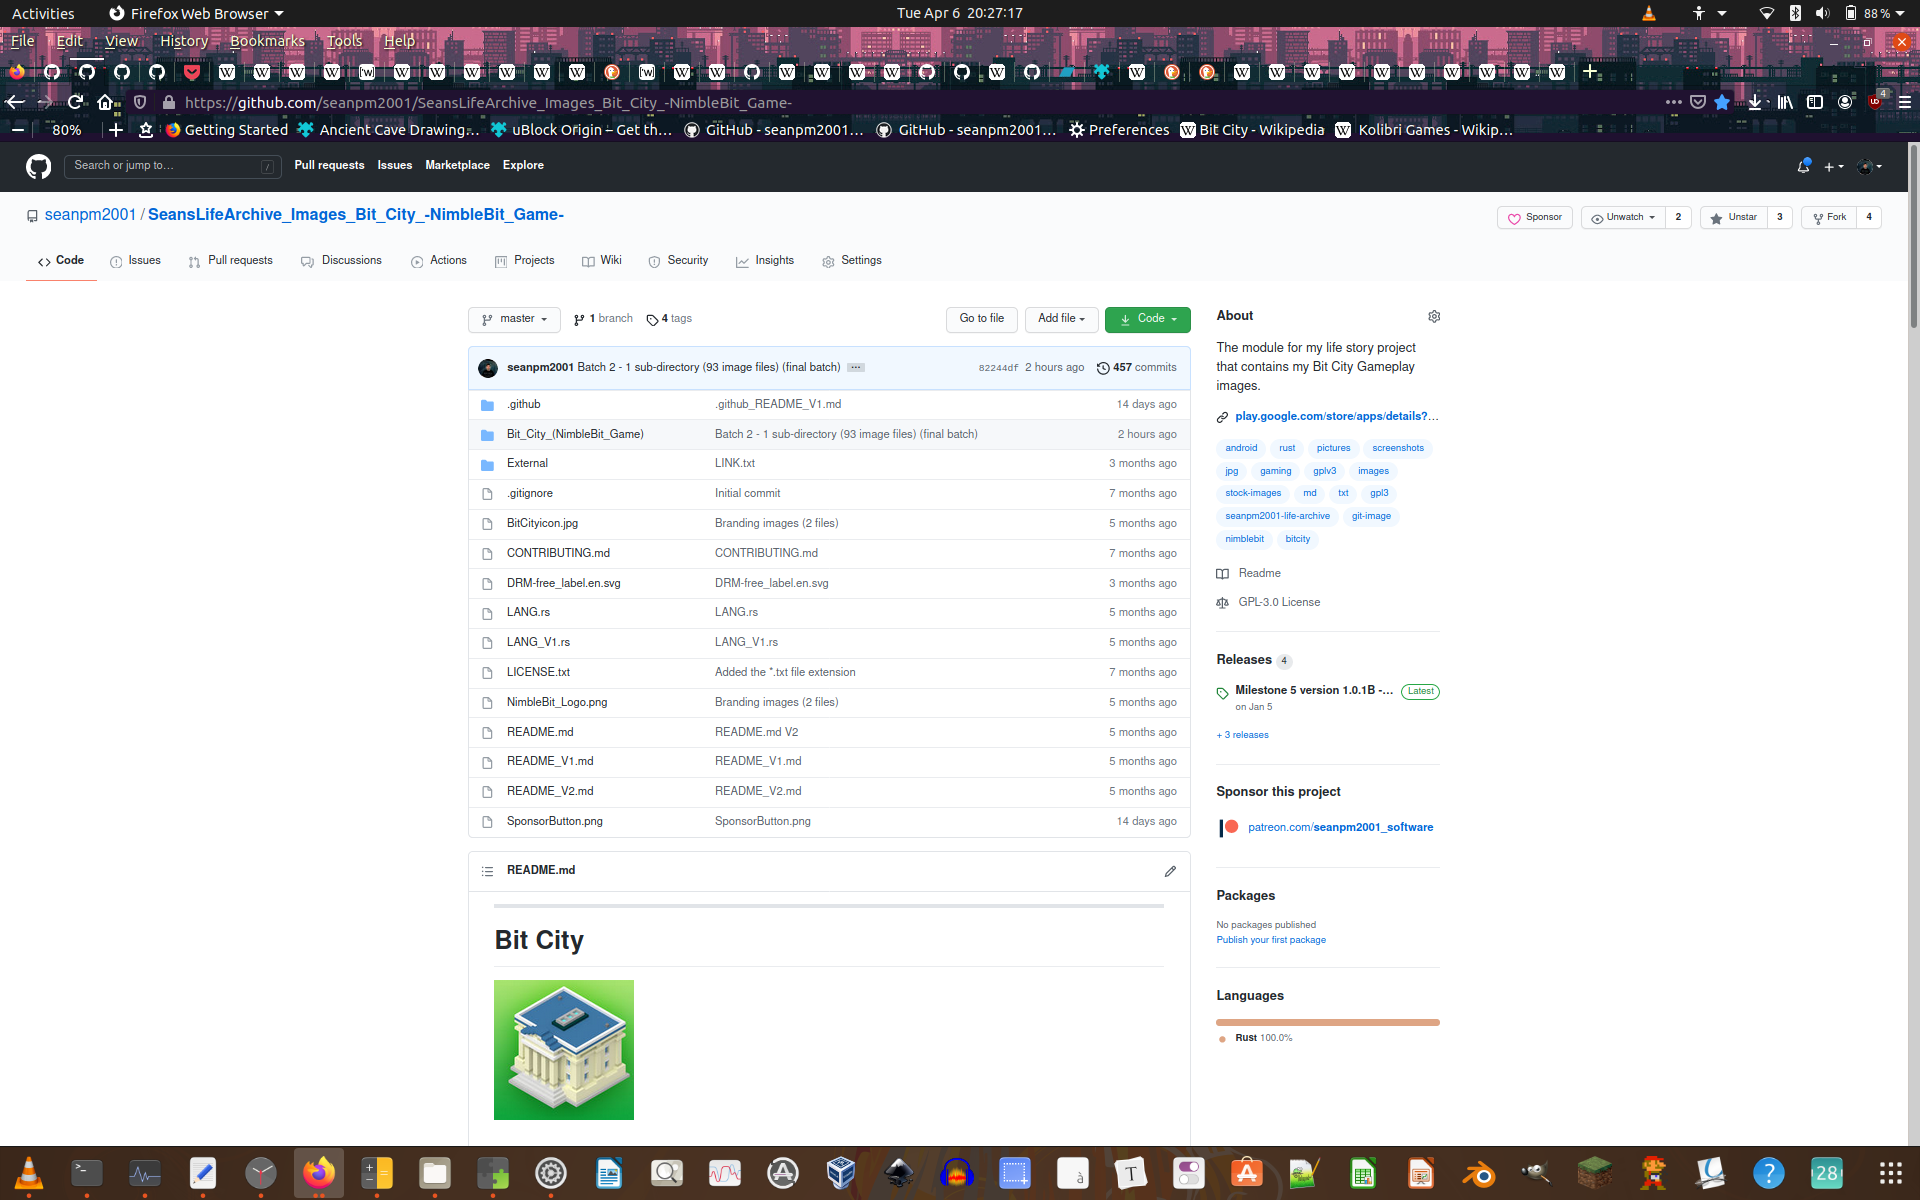 Activities Firefox Web Browser Tue Apr 6 20:27:17 88 %
File Edit View History Bookmarks Tools Help
https://github.com/seanpm2001/SeansLifeArchive_Images_Bit_City_-NimbleBit_Game- 4
80% Getting Started Ancient Cave Drawing… uBlock Origin – Get th… GitHub - seanpm2001… GitHub - seanpm2001… Preferences Bit City - Wikipedia Kolibri Games - Wikip…
Search or jump to… / Pull requests Issues Marketplace Explore
seanpm2001 / SeansLifeArchive_Images_Bit_City_-NimbleBit_Game- Sponsor Unwatch 2 Unstar 3 Fork 4
Code Issues Pull requests Discussions Actions Projects Wiki Security Insights Settings
master 1 branch 4 tags Go to file Add file Code
seanpm2001 Batch 2 - 1 sub-directory (93 image files) (final batch) … 82244df 2 hours ago 457 commits
.github .github_README_V1.md 14 days ago
Bit_City_(NimbleBit_Game) Batch 2 - 1 sub-directory (93 image files) (final batch) 2 hours ago
External LINK.txt 3 months ago
.gitignore Initial commit 7 months ago
BitCityicon.jpg Branding images (2 files) 5 months ago
CONTRIBUTING.md CONTRIBUTING.md 7 months ago
DRM-free_label.en.svg DRM-free_label.en.svg 3 months ago
LANG.rs LANG.rs 5 months ago
LANG_V1.rs LANG_V1.rs 5 months ago
LICENSE.txt Added the *.txt file extension 7 months ago
NimbleBit_Logo.png Branding images (2 files) 5 months ago
README.md README.md V2 5 months ago
README_V1.md README_V1.md 5 months ago
README_V2.md README_V2.md 5 months ago
SponsorButton.png SponsorButton.png 14 days ago
README.md
Bit City
About
The module for my life story project
that contains my Bit City Gameplay
images.
play.google.com/store/apps/details?…
android rust pictures screenshots
jpg gaming gplv3 images
stock-images md txt gpl3
seanpm2001-life-archive git-image
nimblebit bitcity
Readme
GPL-3.0 License
Releases 4
Milestone 5 version 1.0.1B -… Latest
on Jan 5
+ 3 releases
Sponsor this project
patreon.com/seanpm2001_software
Packages
No packages published
Publish your first package
Languages
Rust 100.0%
28